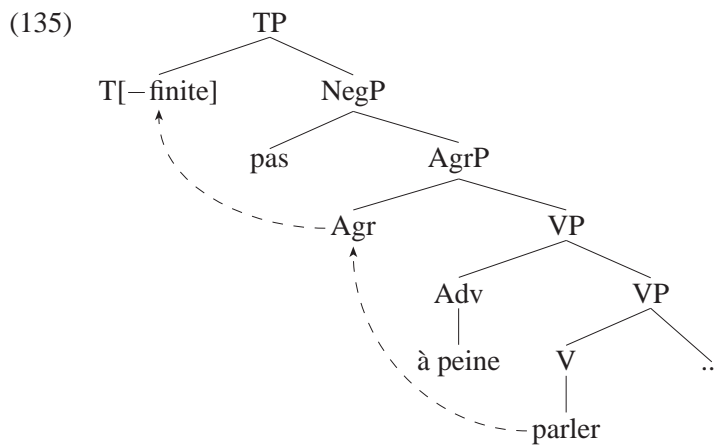 (135) TP
T[−finite] NegP
pas AgrP
Agr VP
Adv VP
à peine V ..
parler